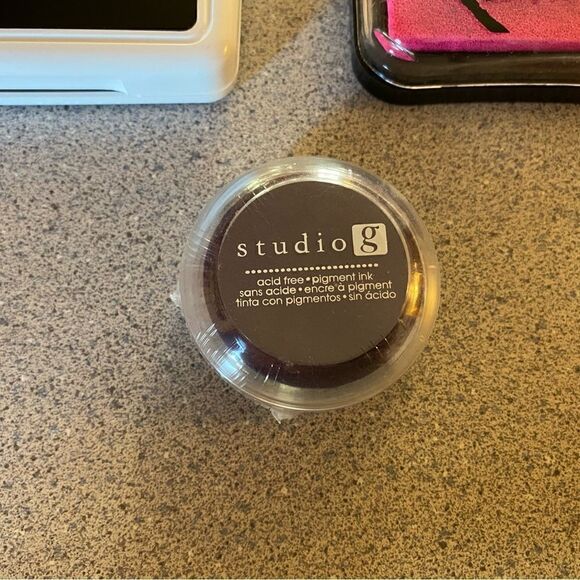 studio g
acid free • pigment ink
sans acide • encre à pigment
tinta con pigmentos • sin ácido